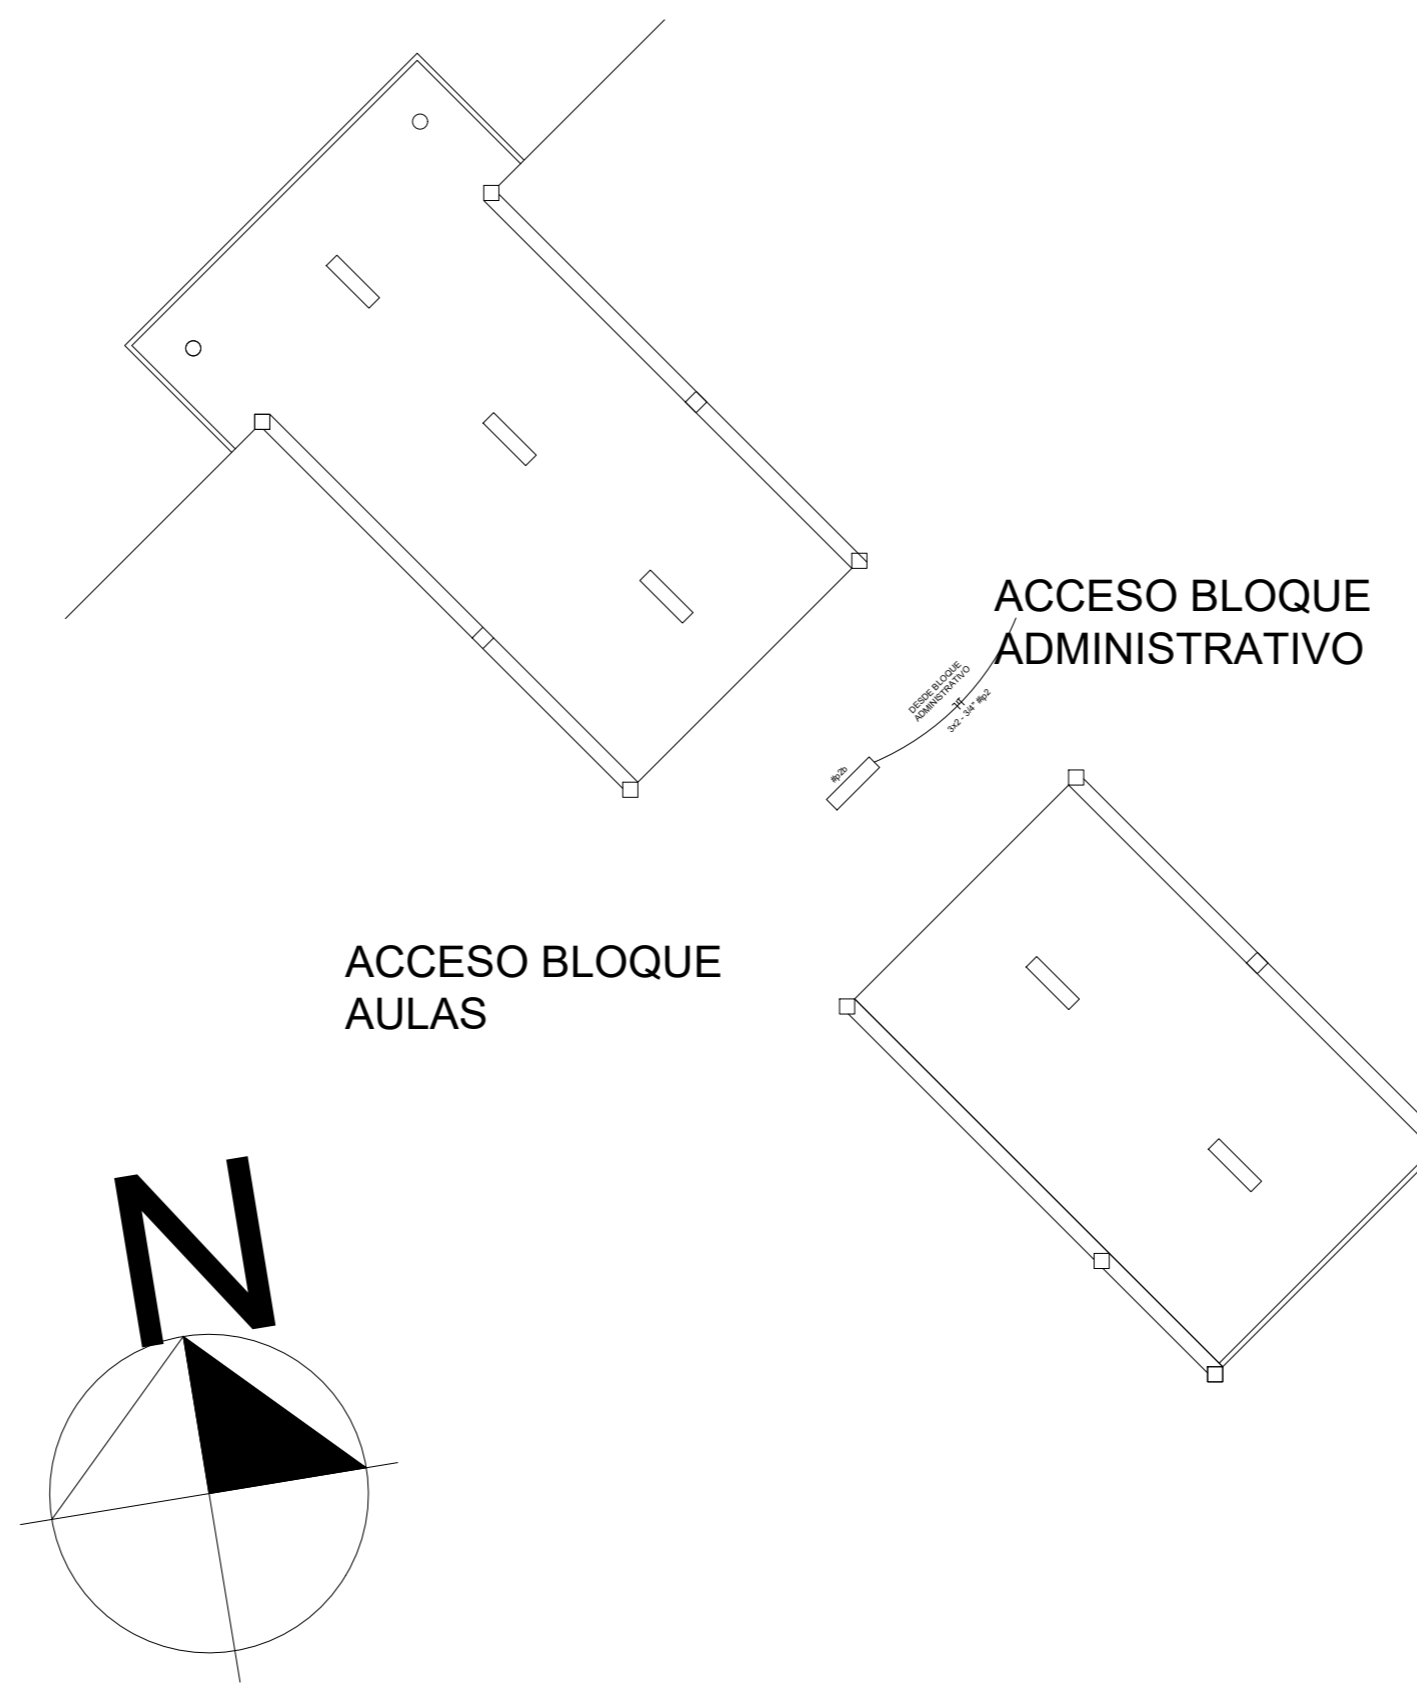 ACCESO BLOQUE
ADMINISTRATIVO
DESDE BLOQUE
ADMINISTRATIVO
3x2 - 3/4" #lp2
#lp2b
ACCESO BLOQUE
AULAS
N